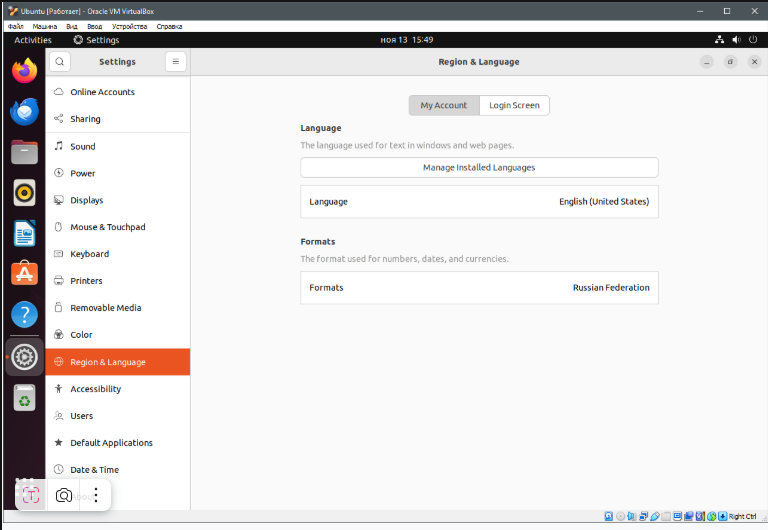 Ubuntu [Работает] - Oracle VM VirtualBox
Файл Машина Вид Ввод Устройства Справка
Activities Settings ноя 13 15:49
Settings Region & Language
Online Accounts
Sharing
Sound
Power
Displays
Mouse & Touchpad
Keyboard
Printers
Removable Media
Color
Region & Language
Accessibility
Users
Default Applications
Date & Time
About
My Account Login Screen
Language
The language used for text in windows and web pages.
Manage Installed Languages
Language English (United States)
Formats
The format used for numbers, dates, and currencies.
Formats Russian Federation
Right Ctrl